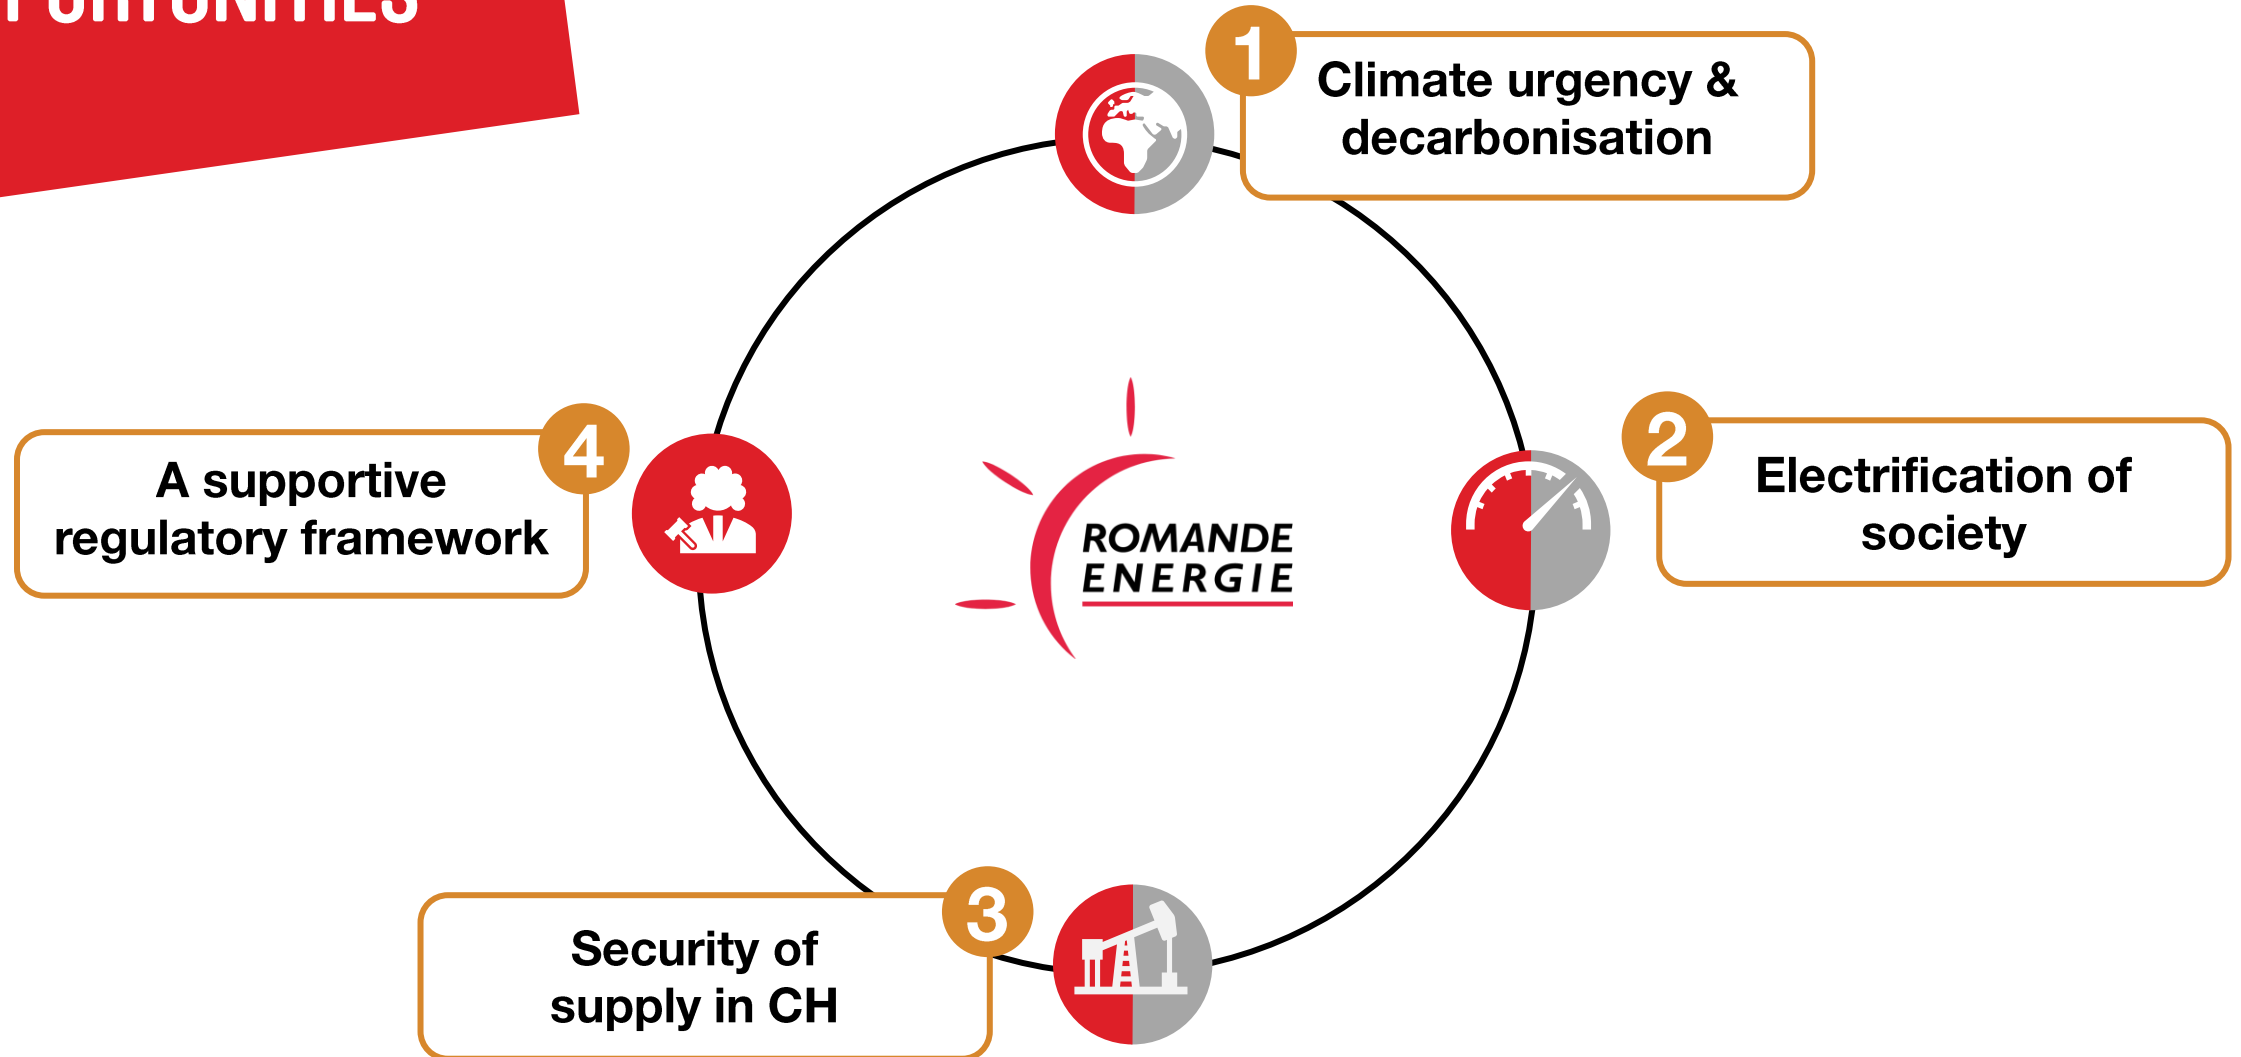 1
Climate urgency &
decarbonisation
2
Electrification of
society
4
A supportive
regulatory framework
ROMANDE
ENERGIE
3
Security of
supply in CH